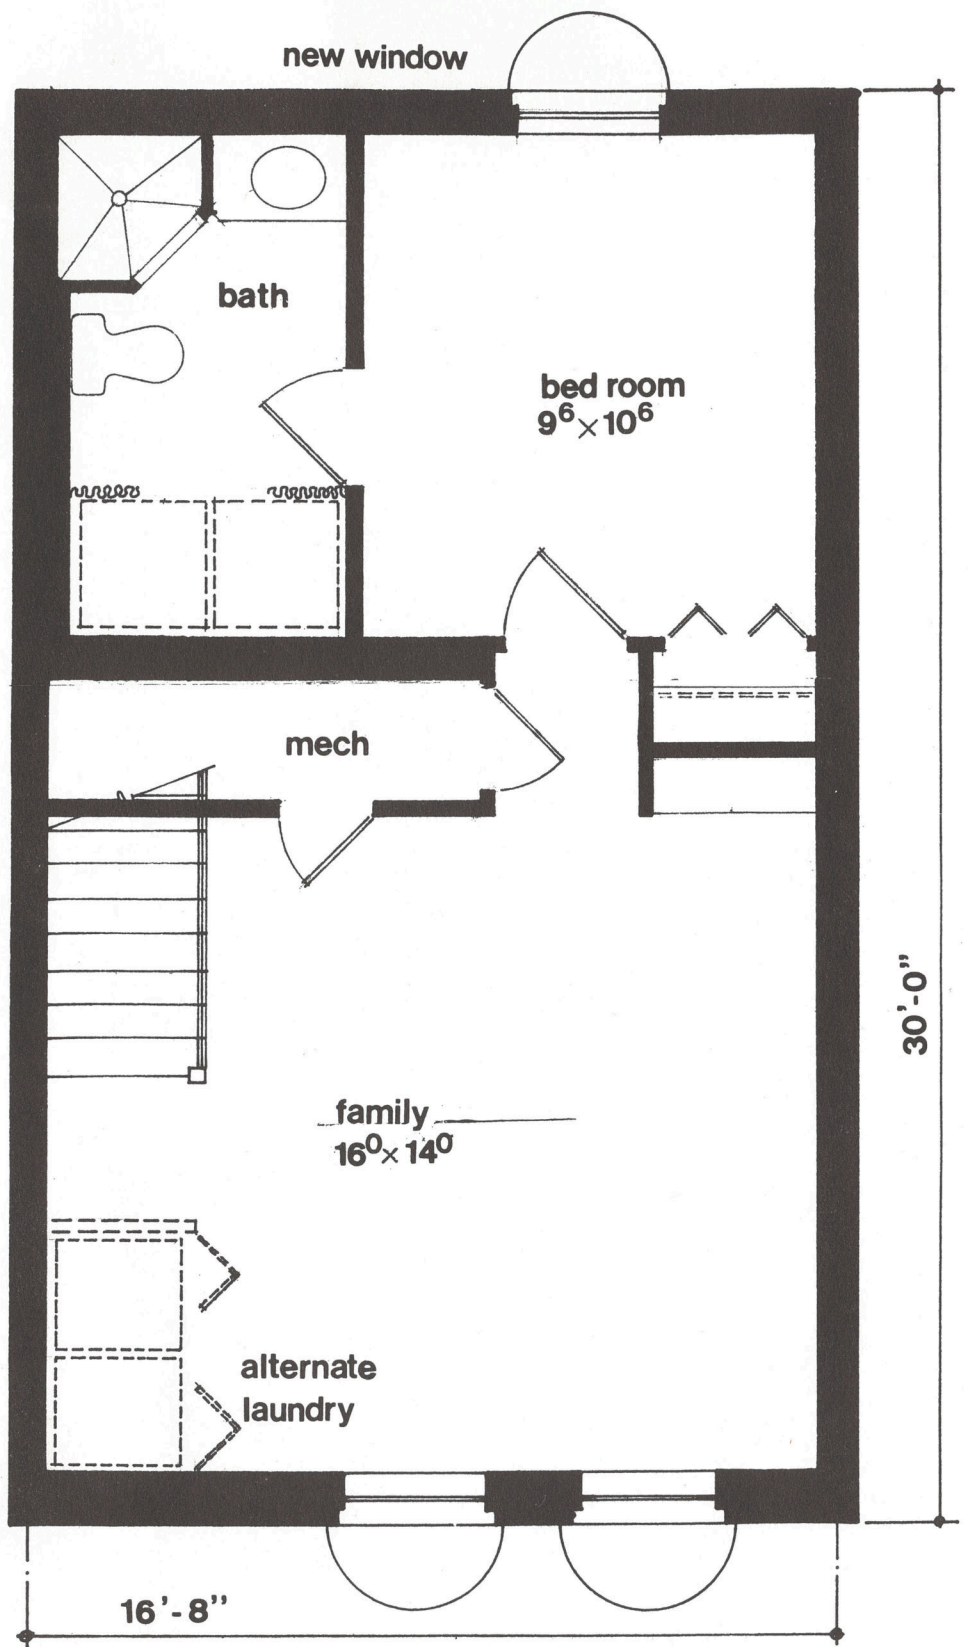 new window
bath
bed room
9⁶×10⁶
mech
30'-0"
family
16⁰×14⁰
alternate
laundry
16'-8"